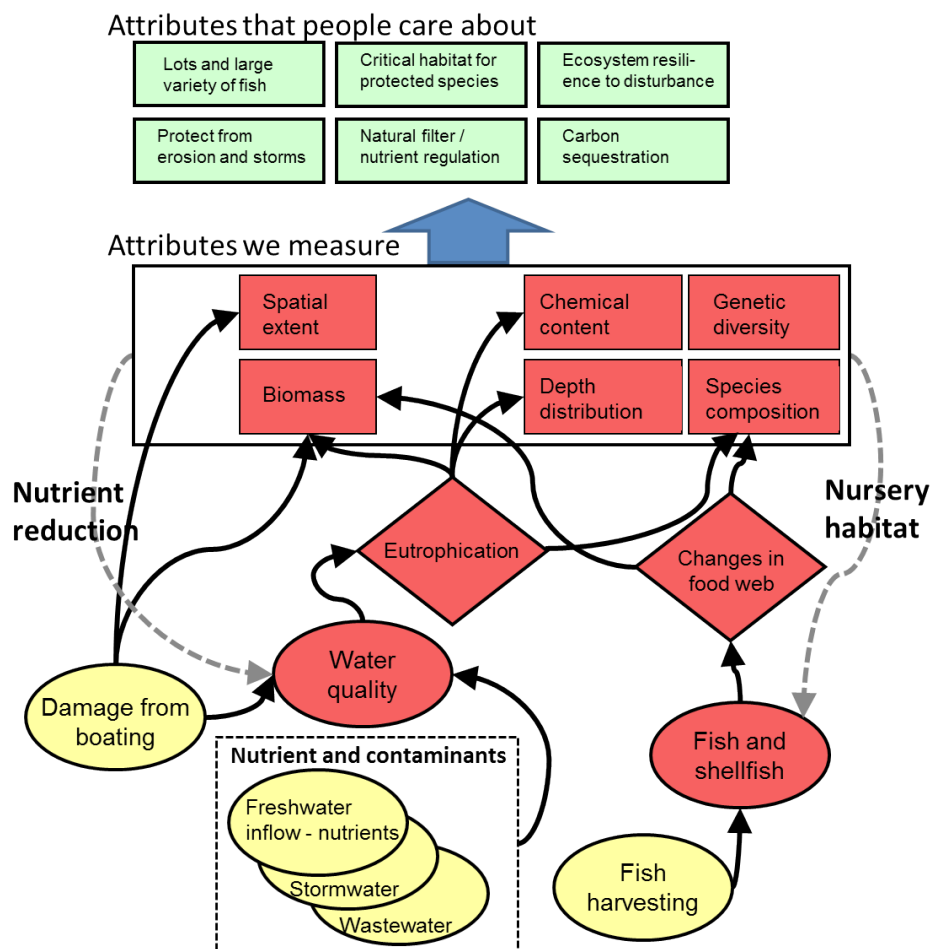 Attributes that people care about
Lots and large
variety of fish
Critical habitat for
protected species
Ecosystem resili-
ence to disturbance
Protect from
erosion and storms
Natural filter /
nutrient regulation
Carbon
sequestration
Attributes we measure
Spatial
extent
Chemical
content
Genetic
diversity
Biomass
Depth
distribution
Species
composition
Nutrient
reduction
Nursery
habitat
Eutrophication
Changes in
food web
Water
quality
Damage from
boating
Fish and
shellfish
Nutrient and contaminants
Freshwater
inflow - nutrients
Stormwater
Wastewater
Fish
harvesting